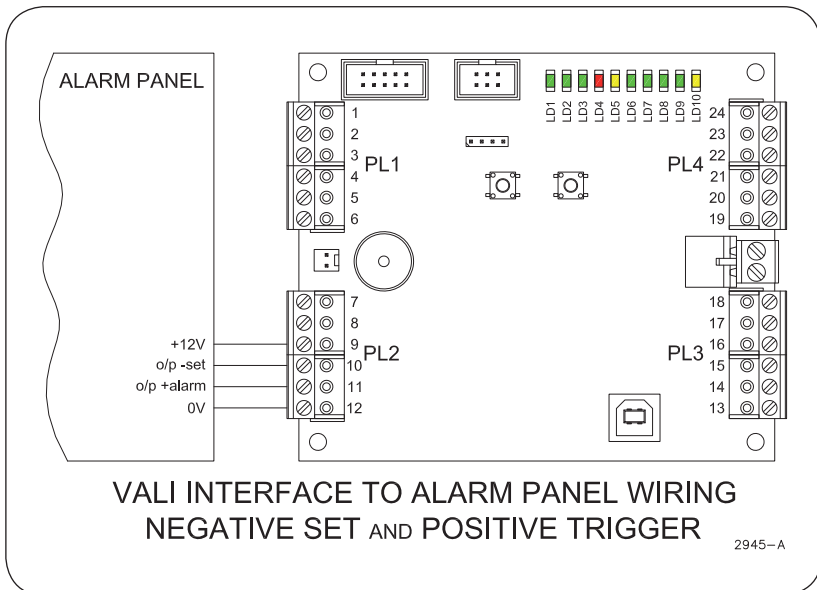 ALARM PANEL
+12V
o/p -set
o/p +alarm
0V
1
2
3
4
5
6
PL1
7
8
9
10
11
12
PL2
LD1
LD2
LD3
LD4
LD5
LD6
LD7
LD8
LD9
LD10
24
23
22
21
20
19
PL4
18
17
16
15
14
13
PL3
VALI INTERFACE TO ALARM PANEL WIRING
NEGATIVE SET AND POSITIVE TRIGGER
2945-A